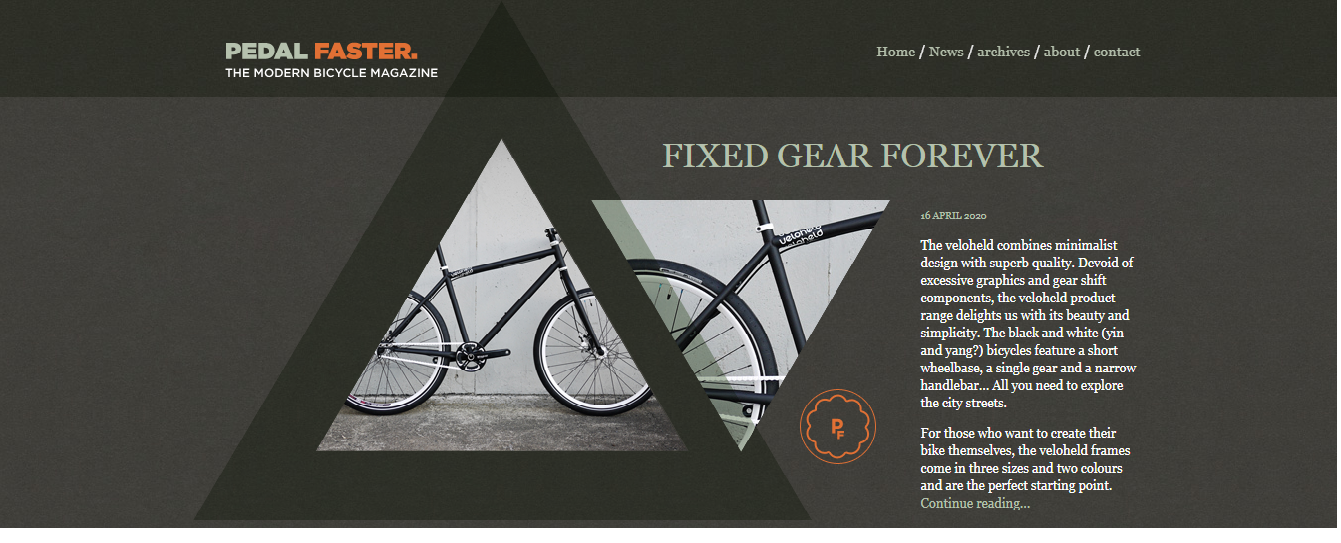 PEDAL FASTER.
THE MODERN BICYCLE MAGAZINE
Home / News / archives / about / contact
FIXED GEAR FOREVER
16 APRIL 2020
The veloheld combines minimalist
design with superb quality. Devoid of
excessive graphics and gear shift
components, the veloheld product
range delights us with its beauty and
simplicity. The black and white (yin
and yang?) bicycles feature a short
wheelbase, a single gear and a narrow
handlebar... All you need to explore
the city streets.
For those who want to create their
bike themselves, the veloheld frames
come in three sizes and two colours
and are the perfect starting point.
Continue reading...
veloheld
veloheld
veloheld
veloheld
PF